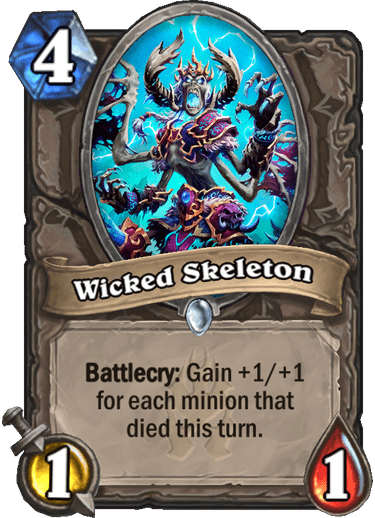 4
Wicked Skeleton
Battlecry: Gain +1/+1
for each minion that
died this turn.
1
1